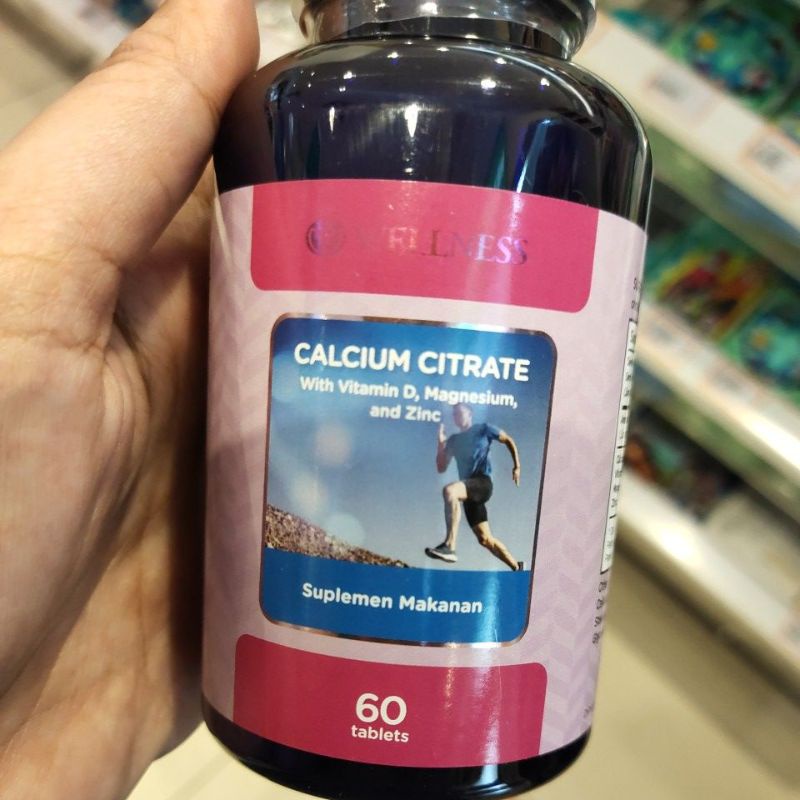 WELLNESS
CALCIUM CITRATE
With Vitamin D, Magnesium,
and Zinc
Suplemen Makanan
60
tablets